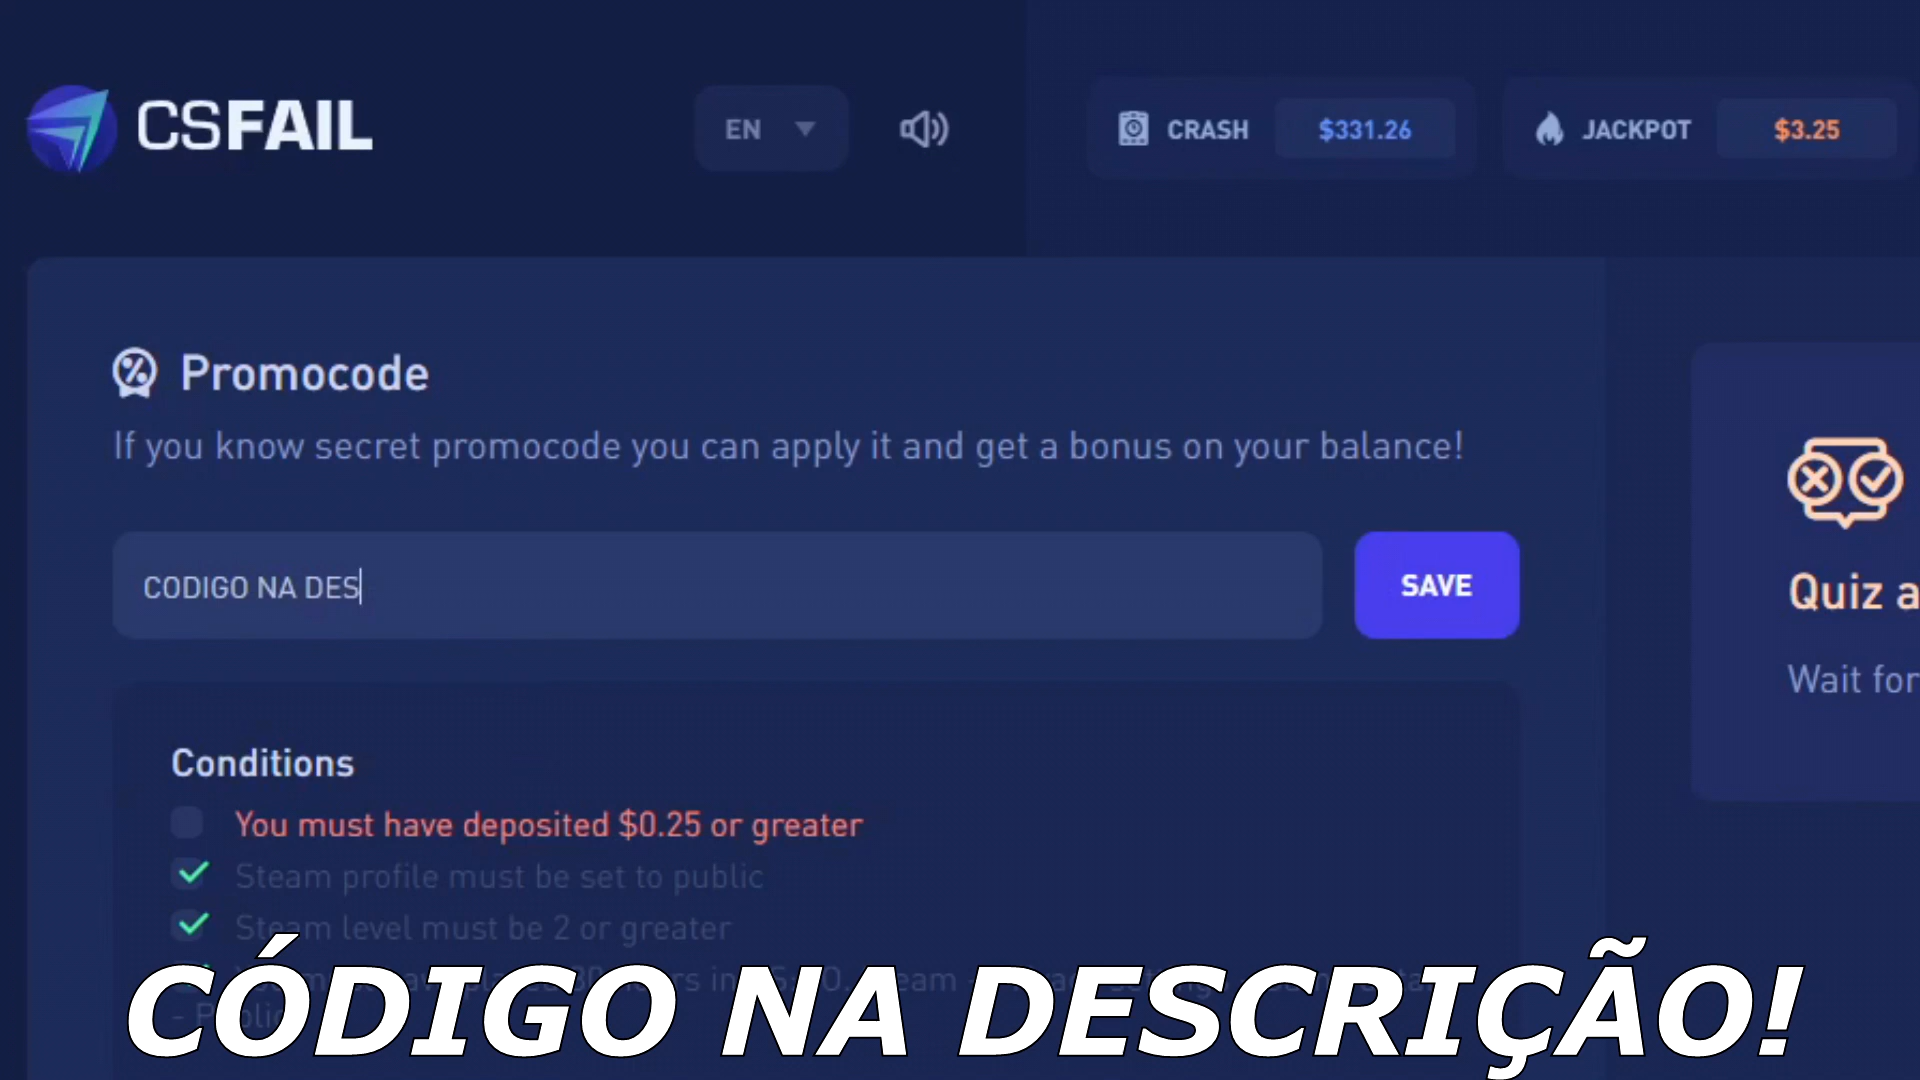 CSFAIL
EN
CRASH $331.26
JACKPOT $3.25
Promocode
If you know secret promocode you can apply it and get a bonus on your balance!
CODIGO NA DES
SAVE
Quiz a
Wait for
Conditions
You must have deposited $0.25 or greater
Steam profile must be set to public
Steam level must be 2 or greater
CÓDIGO NA DESCRIÇÃO!